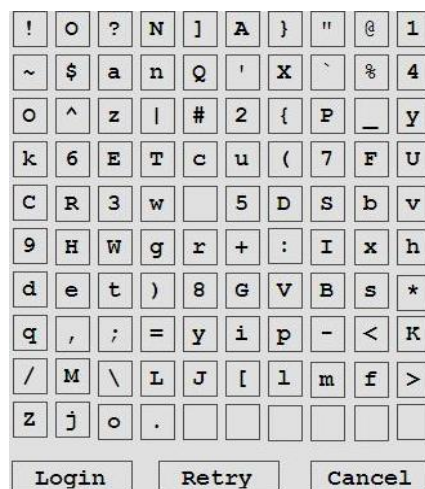 ! O ? N ] A } " @ 1
~ $ a n Q ' X ` % 4
O ^ z | # 2 { P _ y
k 6 E T c u ( 7 F U
C R 3 w 5 D S b v
9 H W g r + : I x h
d e t ) 8 G V B s *
q , ; = y i p - < K
/ M \ L J [ l m f >
Z j o .
Login Retry Cancel